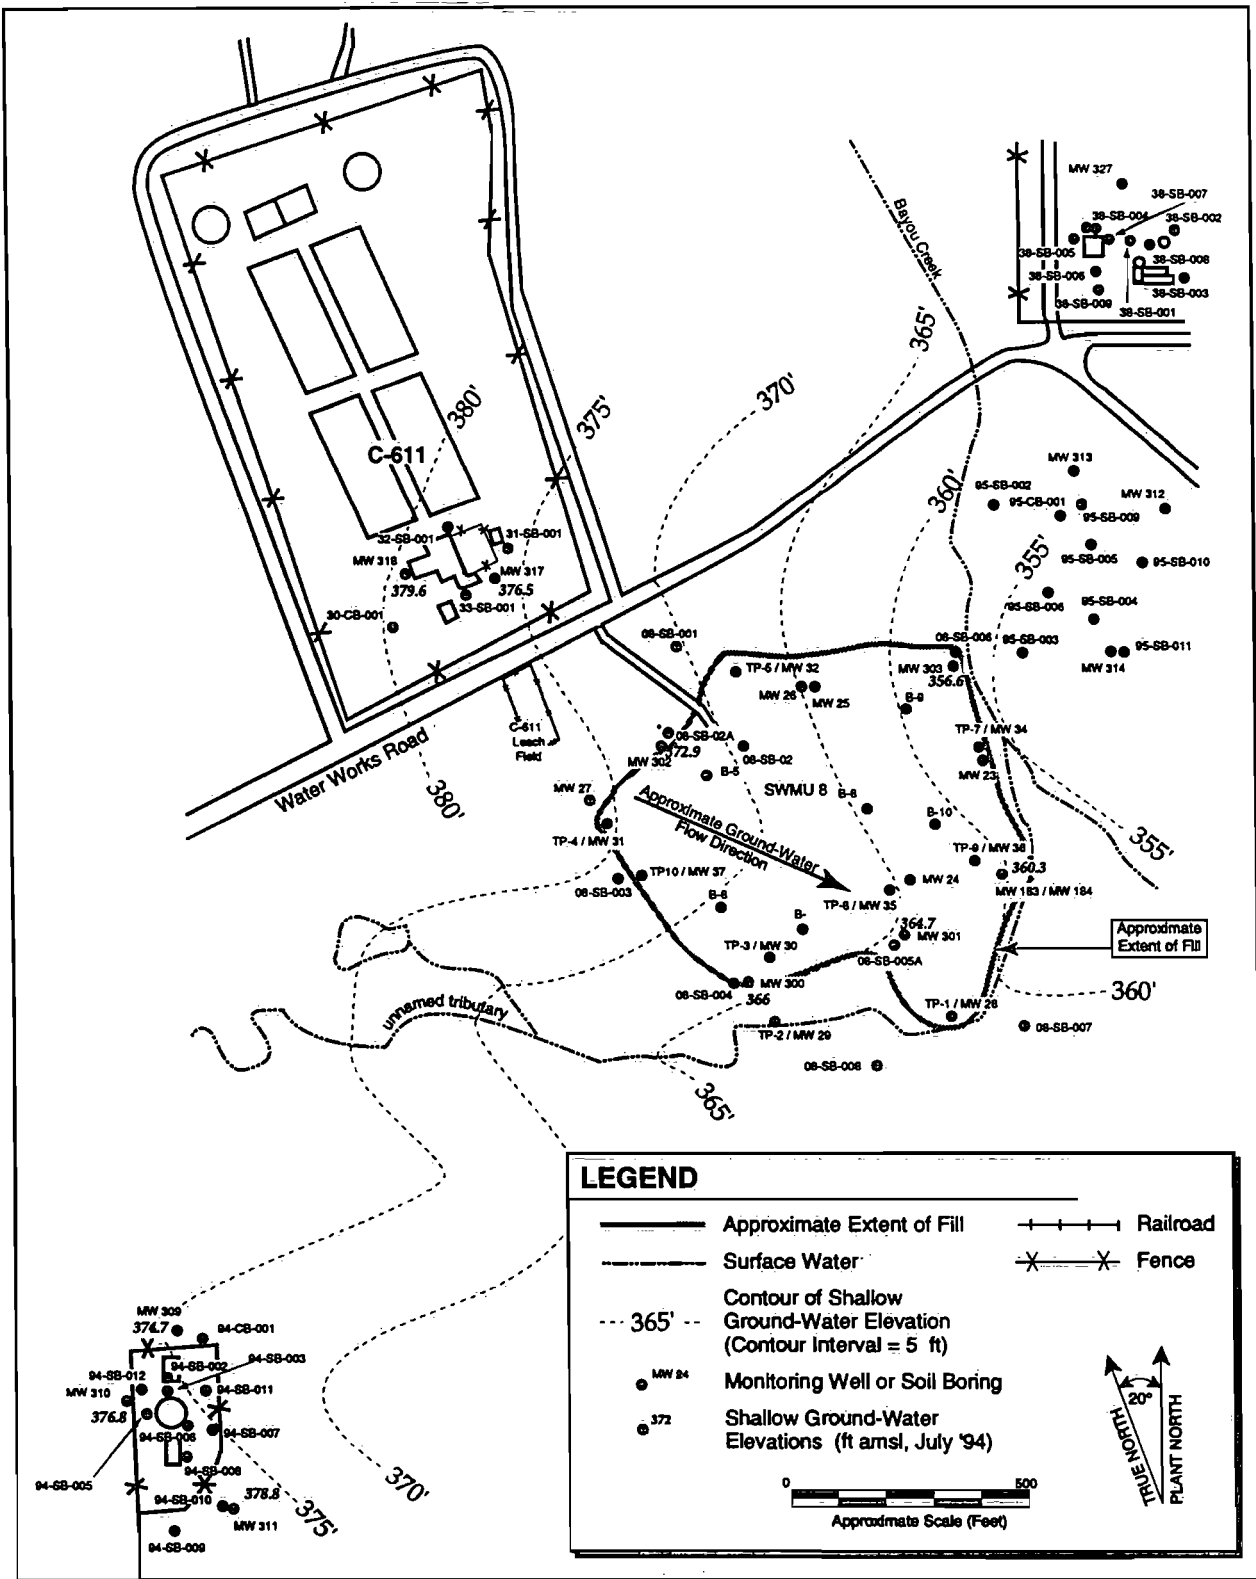 MW 327
38-SB-007
38-SB-004
38-SB-002
38-SB-005
38-SB-006
38-SB-008
38-SB-009
38-SB-003
38-SB-001
Bayou Creek
365'
370'
380'
375'
C-611
360'
355'
MW 313
95-SB-002
95-CB-001
MW 312
95-SB-009
95-SB-005
95-SB-010
95-SB-006
95-SB-004
95-SB-003
95-SB-011
MW 314
32-SB-001
31-SB-001
MW 318
379.6
MW 317
376.5
33-SB-001
30-CB-001
08-SB-001
08-SB-006
TP-5 / MW 32
MW 303
356.6
MW 26
MW 25
B-9
C-611
Leach
Field
Water Works Road
08-SB-02A
372.9
MW 302
08-SB-02
B-5
TP-7 / MW 34
MW 23
SWMU 8
B-8
MW 27
380'
Approximate Ground-Water
Flow Direction
B-10
355'
TP-4 / MW 31
TP-9 / MW 36
360.3
MW 183 / MW 184
TP10 / MW 37
08-SB-003
MW 24
TP-8 / MW 35
B-6
B-
364.7
MW 301
08-SB-005A
Approximate
Extent of Fill
TP-3 / MW 30
08-SB-004
MW 300
366
360'
unnamed tributary
TP-1 / MW 28
TP-2 / MW 29
08-SB-007
08-SB-008
365'
LEGEND
Approximate Extent of Fill
Railroad
Surface Water
Fence
365'
Contour of Shallow
Ground-Water Elevation
(Contour Interval = 5 ft)
MW 24
Monitoring Well or Soil Boring
372
Shallow Ground-Water
Elevations (ft amsl, July '94)
0
500
Approximate Scale (Feet)
20°
TRUE NORTH
PLANT NORTH
MW 309
374.7
94-CB-001
94-SB-002
94-SB-003
94-SB-012
MW 310
376.8
94-SB-011
94-SB-006
94-SB-007
94-SB-008
94-SB-005
94-SB-010
378.8
MW 311
94-SB-009
375'
370'